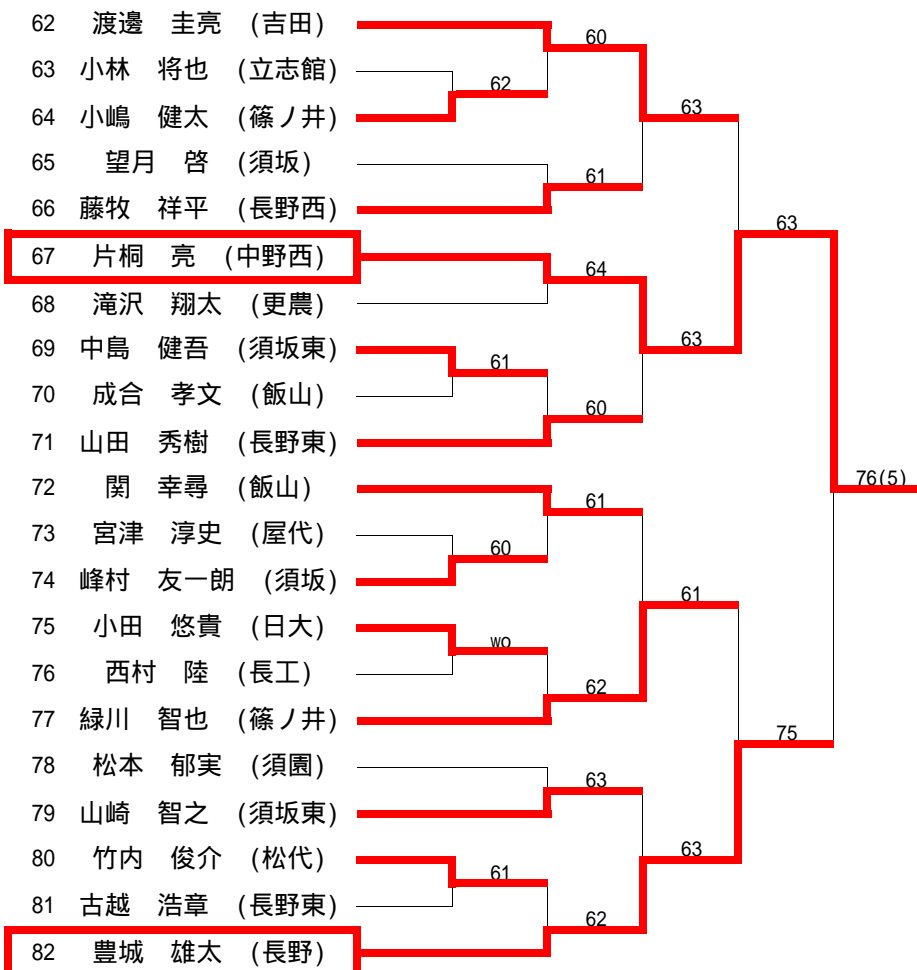 62 渡邊 圭亮 (吉田)
60
63 小林 将也 (立志館)
62
64 小嶋 健太 (篠ノ井)
63
65 望月 啓 (須坂)
61
66 藤牧 祥平 (長野西)
63
67 片桐 亮 (中野西)
64
68 滝沢 翔太 (更農)
63
69 中島 健吾 (須坂東)
61
70 成合 孝文 (飯山)
60
71 山田 秀樹 (長野東)
76(5)
72 関 幸尋 (飯山)
61
73 宮津 淳史 (屋代)
60
74 峰村 友一朗 (須坂)
61
75 小田 悠貴 (日大)
wo
76 西村 陸 (長工)
62
77 緑川 智也 (篠ノ井)
75
78 松本 郁実 (須園)
63
79 山崎 智之 (須坂東)
63
80 竹内 俊介 (松代)
61
81 古越 浩章 (長野東)
62
82 豊城 雄太 (長野)